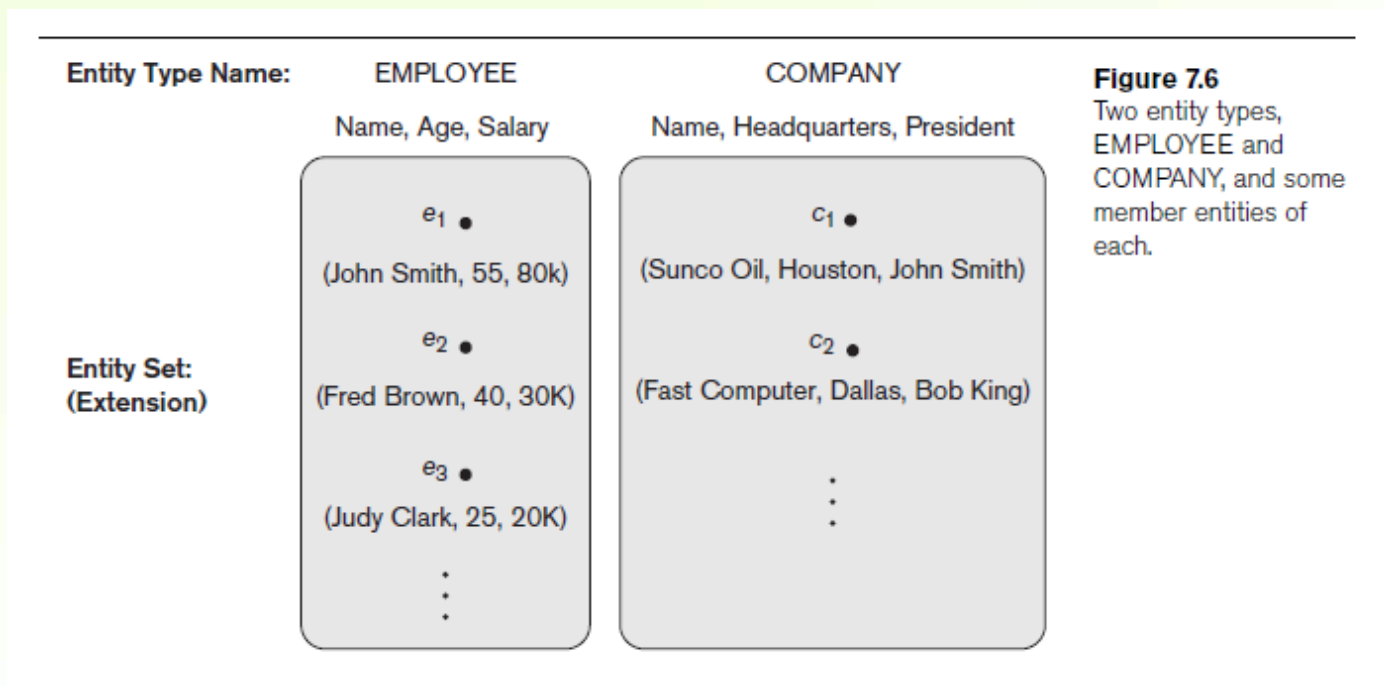 Entity Type Name: EMPLOYEE COMPANY
Name, Age, Salary Name, Headquarters, President
Figure 7.6
Two entity types,
EMPLOYEE and
COMPANY, and some
member entities of
each.
e1 c1
(John Smith, 55, 80k) (Sunco Oil, Houston, John Smith)
e2 c2
Entity Set:
(Extension)
(Fred Brown, 40, 30K) (Fast Computer, Dallas, Bob King)
e3
(Judy Clark, 25, 20K)